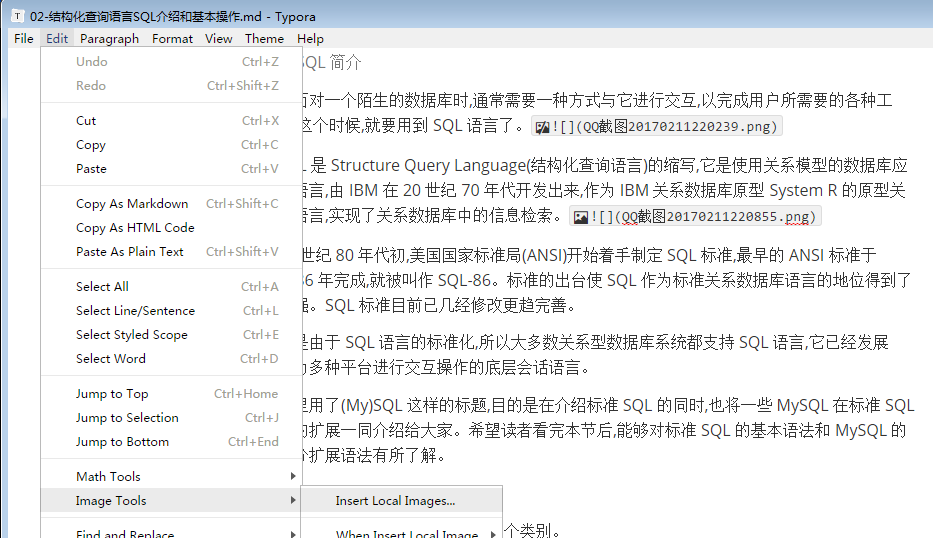 02-结构化查询语言SQL介绍和基本操作.md - Typora
File Edit Paragraph Format View Theme Help
Undo Ctrl+Z
Redo Ctrl+Shift+Z
Cut Ctrl+X
Copy Ctrl+C
Paste Ctrl+V
Copy As Markdown Ctrl+Shift+C
Copy As HTML Code
Paste As Plain Text Ctrl+Shift+V
Select All Ctrl+A
Select Line/Sentence Ctrl+L
Select Styled Scope Ctrl+E
Select Word Ctrl+D
Jump to Top Ctrl+Home
Jump to Selection Ctrl+J
Jump to Bottom Ctrl+End
Math Tools
Image Tools
Find and Replace
Insert Local Images...
When Insert Local Image
SQL 简介
对一个陌生的数据库时,通常需要一种方式与它进行交互,以完成用户所需要的各种工
这个时候,就要用到 SQL 语言了。 ![](QQ截图20170211220239.png)
是 Structure Query Language(结构化查询语言)的缩写,它是使用关系模型的数据库应
语言,由 IBM 在 20 世纪 70 年代开发出来,作为 IBM 关系数据库原型 System R 的原型关
语言,实现了关系数据库中的信息检索。 ![](QQ截图20170211220855.png)
世纪 80 年代初,美国国家标准局(ANSI)开始着手制定 SQL 标准,最早的 ANSI 标准于
6 年完成,就被叫作 SQL-86。标准的出台使 SQL 作为标准关系数据库语言的地位得到了
强。SQL 标准目前已几经修改更趋完善。
是由于 SQL 语言的标准化,所以大多数关系型数据库系统都支持 SQL 语言,它已经发展
多种平台进行交互操作的底层会话语言。
里用了(My)SQL 这样的标题,目的是在介绍标准 SQL 的同时,也将一些 MySQL 在标准 SQL
的扩展一同介绍给大家。希望读者看完本节后,能够对标准 SQL 的基本语法和 MySQL 的
分扩展语法有所了解。
个类别。